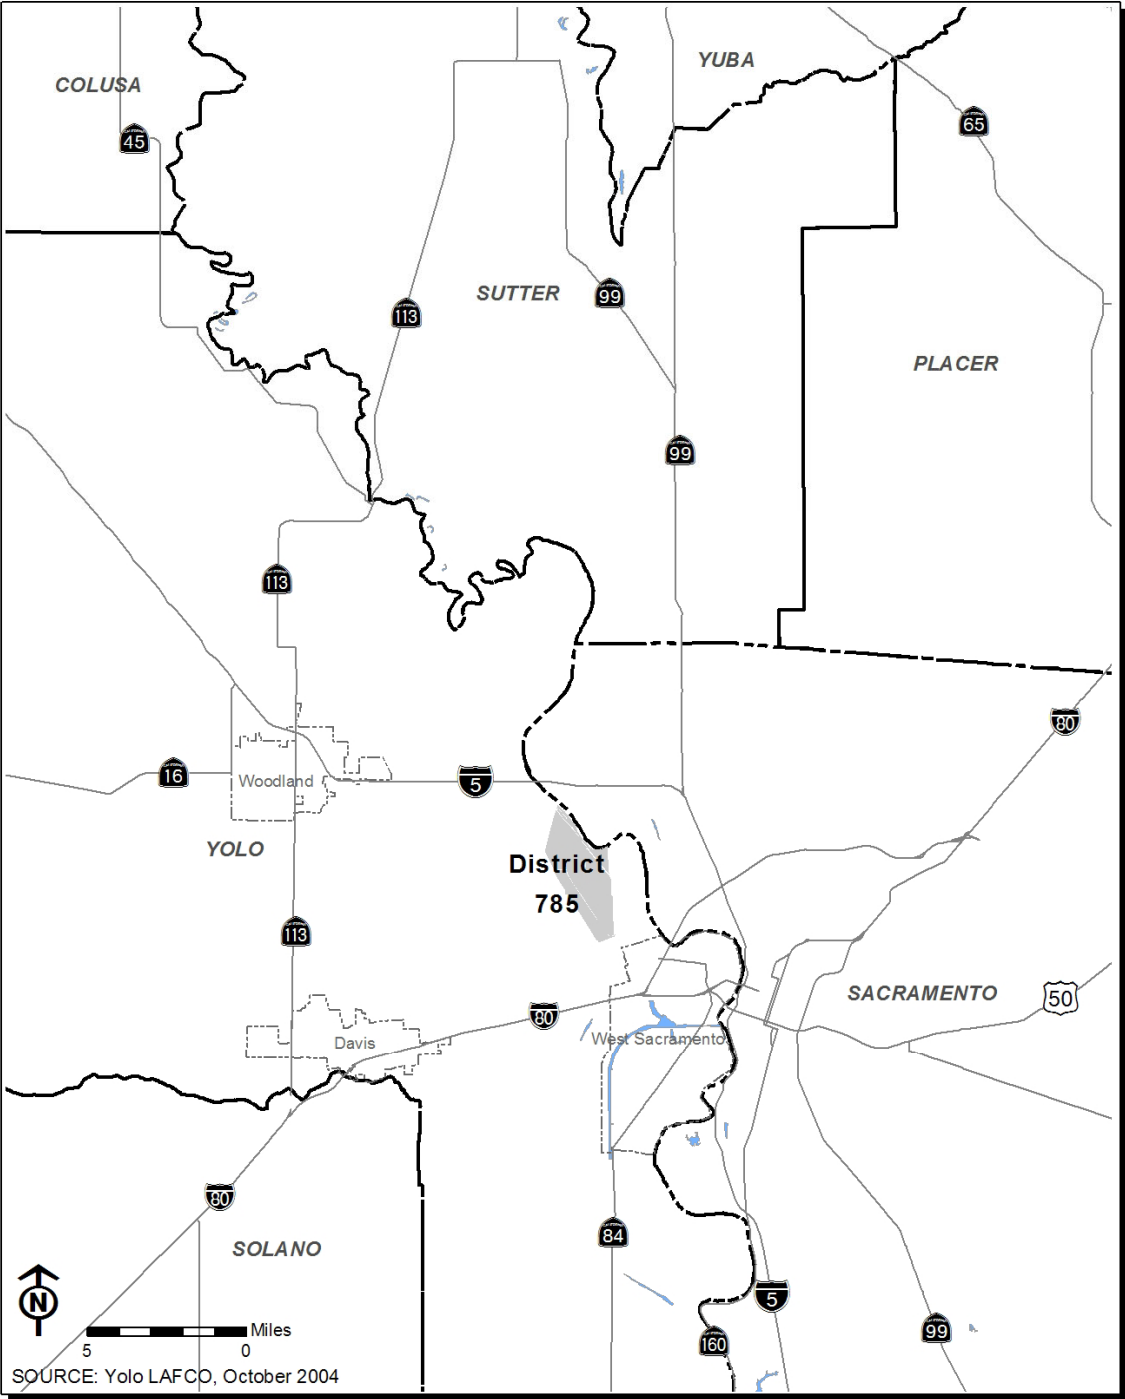 YUBA
COLUSA
65
45
SUTTER
99
113
PLACER
99
113
80
16
Woodland
5
YOLO
District
785
113
SACRAMENTO
50
80
West Sacramento
Davis
80
84
SOLANO
5
99
160
N
Miles
5 0
SOURCE: Yolo LAFCO, October 2004